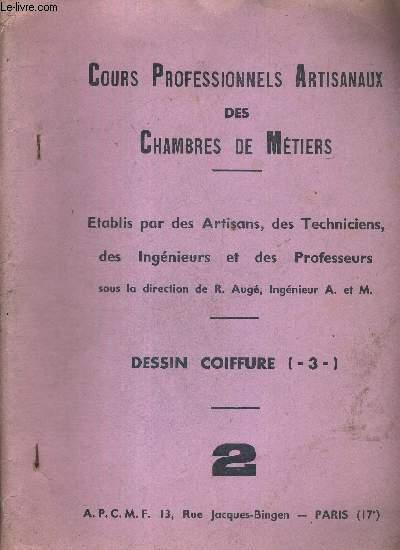 Le-livre.com
COURS PROFESSIONNELS ARTISANAUX
DES
CHAMBRES DE MÉTIERS
Etablis par des Artisans, des Techniciens,
des Ingénieurs et des Professeurs
sous la direction de R. Augé, Ingénieur A. et M.
DESSIN COIFFURE (-3-)
2
A. P. C. M. F. 13, Rue Jacques-Bingen — PARIS (17ᵉ)